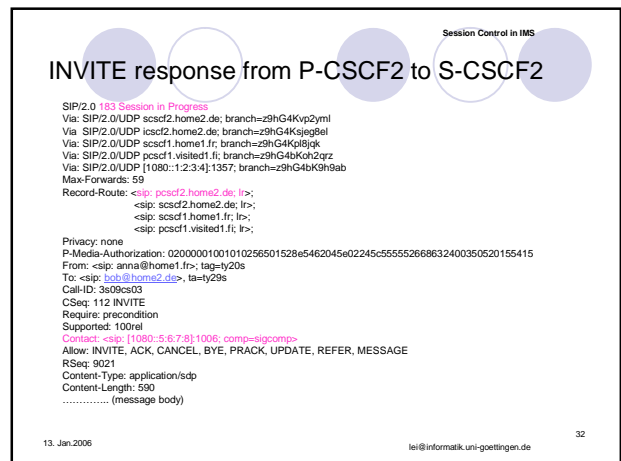 Session Control in IMS
INVITE response from P-CSCF2 to S-CSCF2
SIP/2.0 183 Session in Progress
Via: SIP/2.0/UDP scscf2.home2.de; branch=z9hG4Kvp2yml
Via  SIP/2.0/UDP icscf2.home2.de; branch=z9hG4Ksjeg8el
Via: SIP/2.0/UDP scscf1.home1.fr; branch=z9hG4Kpl8jqk
Via: SIP/2.0/UDP pcscf1.visited1.fi; branch=z9hG4bKoh2qrz
Via: SIP/2.0/UDP [1080::1:2:3:4]:1357; branch=z9hG4bK9h9ab
Max-Forwards: 59
Record-Route: <sip: pcscf2.home2.de; lr>;
<sip: scscf2.home2.de; lr>;
<sip: scscf1.home1.fr; lr>;
<sip: pcscf1.visited1.fi; lr>;
Privacy: none
P-Media-Authorization: 0200000100101025650152​8e5462045e02245c5555526686324003505201​55415
From: <sip: anna@home1.fr>; tag=ty20s
To: <sip: bob@home2.de>, ta=ty29s
Call-ID: 3s09cs03
CSeq: 112 INVITE
Require: precondition
Supported: 100rel
Contact: <sip: [1080::5:6:7:8]:1006; comp=sigcomp>
Allow: INVITE, ACK, CANCEL, BYE, PRACK, UPDATE, REFER, MESSAGE
RSeq: 9021
Content-Type: application/sdp
Content-Length: 590
………….. (message body)
13. Jan.2006
lei@informatik.uni-goettingen.de
32